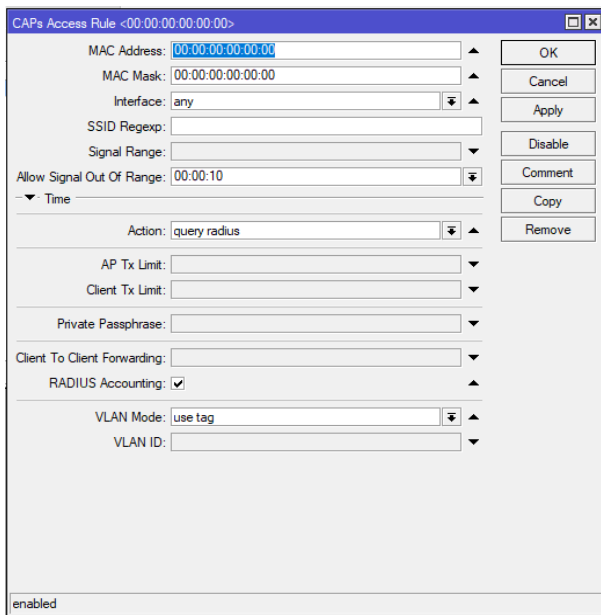 CAPs Access Rule <00:00:00:00:00:00>
MAC Address: 00:00:00:00:00:00
OK
MAC Mask: 00:00:00:00:00:00
Cancel
Interface: any
Apply
SSID Regexp:
Signal Range:
Disable
Allow Signal Out Of Range: 00:00:10
Comment
Time
Copy
Action: query radius
Remove
AP Tx Limit:
Client Tx Limit:
Private Passphrase:
Client To Client Forwarding:
RADIUS Accounting:
VLAN Mode: use tag
VLAN ID:
enabled